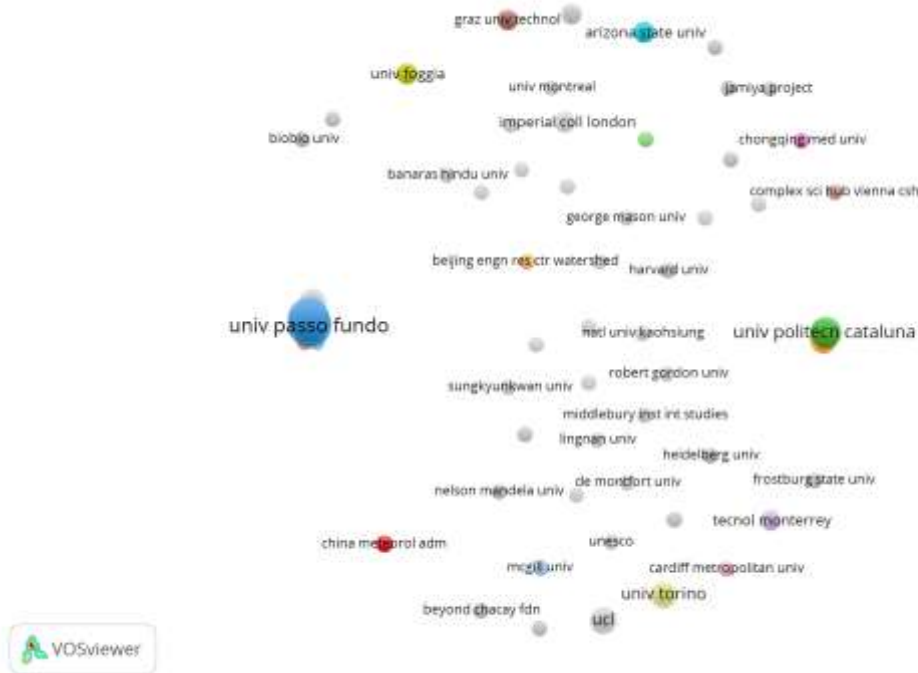 graz univ technol
arizona state univ
univ foggia
univ montreal
jamiya project
imperial coll london
biobio univ
chongqing med univ
banaras hindu univ
complex sci hub vienna csh
george mason univ
beijing engn res ctr watershed
harvard univ
univ passo fundo
natl univ kaohsiung
univ politecn cataluna
robert gordon univ
sungkyunkwan univ
middlebury inst int studies
lingnan univ
heidelberg univ
frostburg state univ
de montfort univ
nelson mandela univ
tecnol monterrey
china meteorol adm
unesco
mcgill univ
cardiff metropolitan univ
univ torino
beyond chacay fdn
ucl
VOSviewer